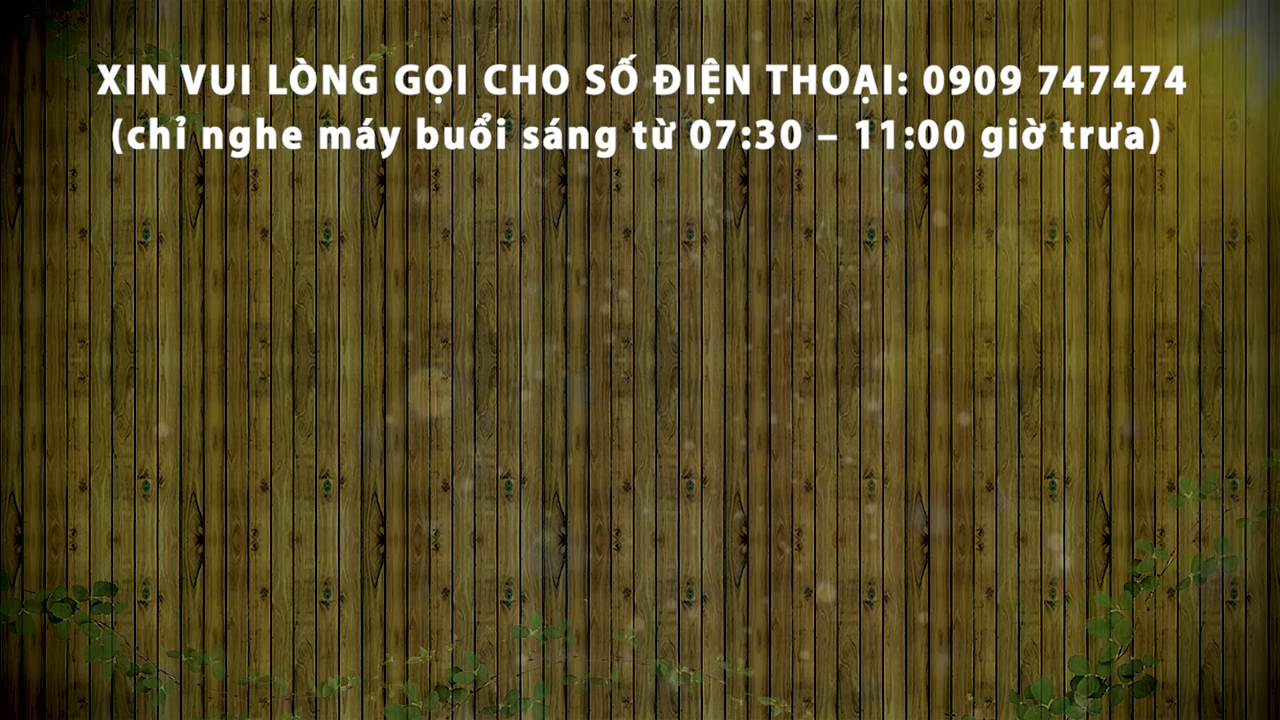 XIN VUI LÒNG GỌI CHO SỐ ĐIỆN THOẠI: 0909 747474
(chỉ nghe máy buổi sáng từ 07:30 – 11:00 giờ trưa)